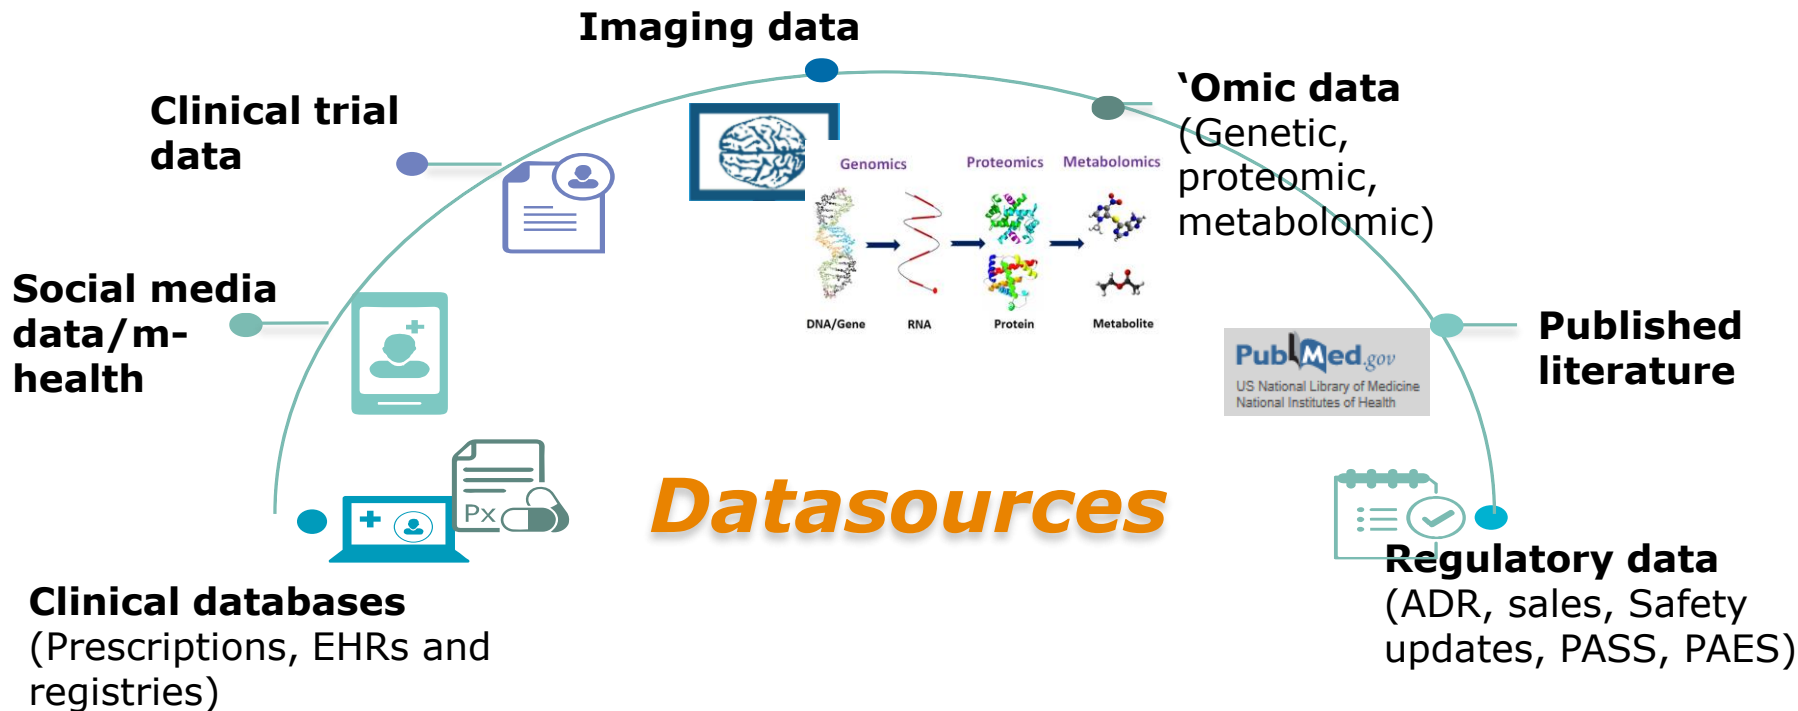 Imaging data
Clinical trial
data
‘Omic data
(Genetic,
proteomic,
metabolomic)
Genomics
Proteomics
Metabolomics
DNA/Gene
RNA
Protein
Metabolite
Social media
data/m-
health
Published
literature
PubMed.gov
US National Library of Medicine
National Institutes of Health
Px
Datasources
Clinical databases
(Prescriptions, EHRs and
registries)
Regulatory data
(ADR, sales, Safety
updates, PASS, PAES)